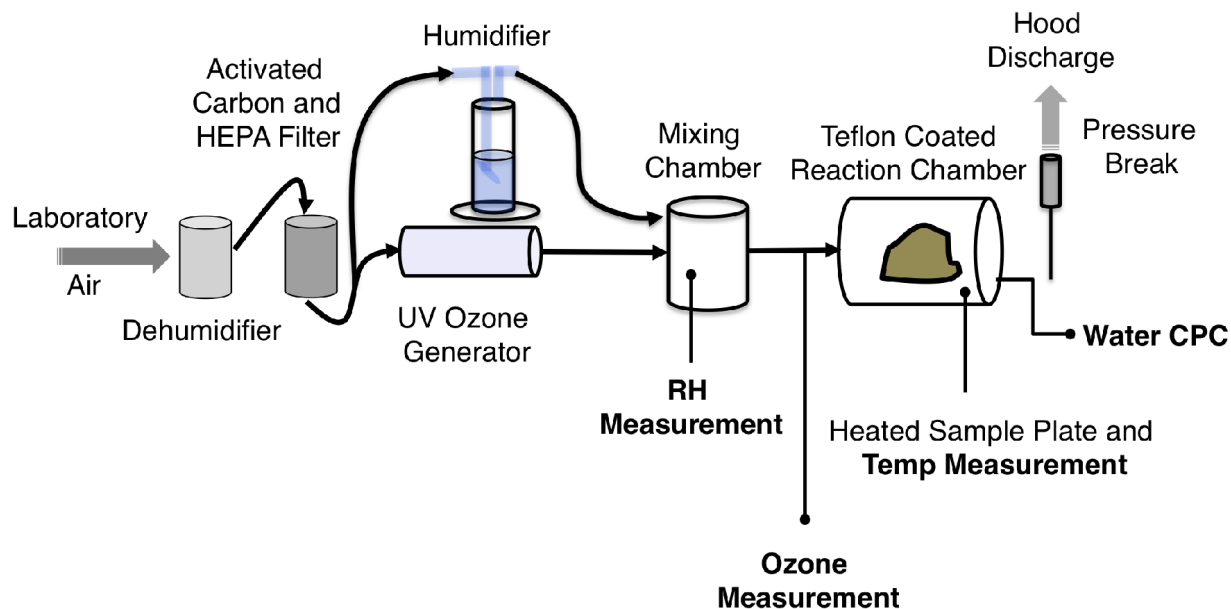 Humidifier
Activated
Carbon and
HEPA Filter
Hood
Discharge
Pressure
Break
Mixing
Chamber
Teflon Coated
Reaction Chamber
Laboratory
Air
Dehumidifier
UV Ozone
Generator
RH
Measurement
Water CPC
Heated Sample Plate and
Temp Measurement
Ozone
Measurement